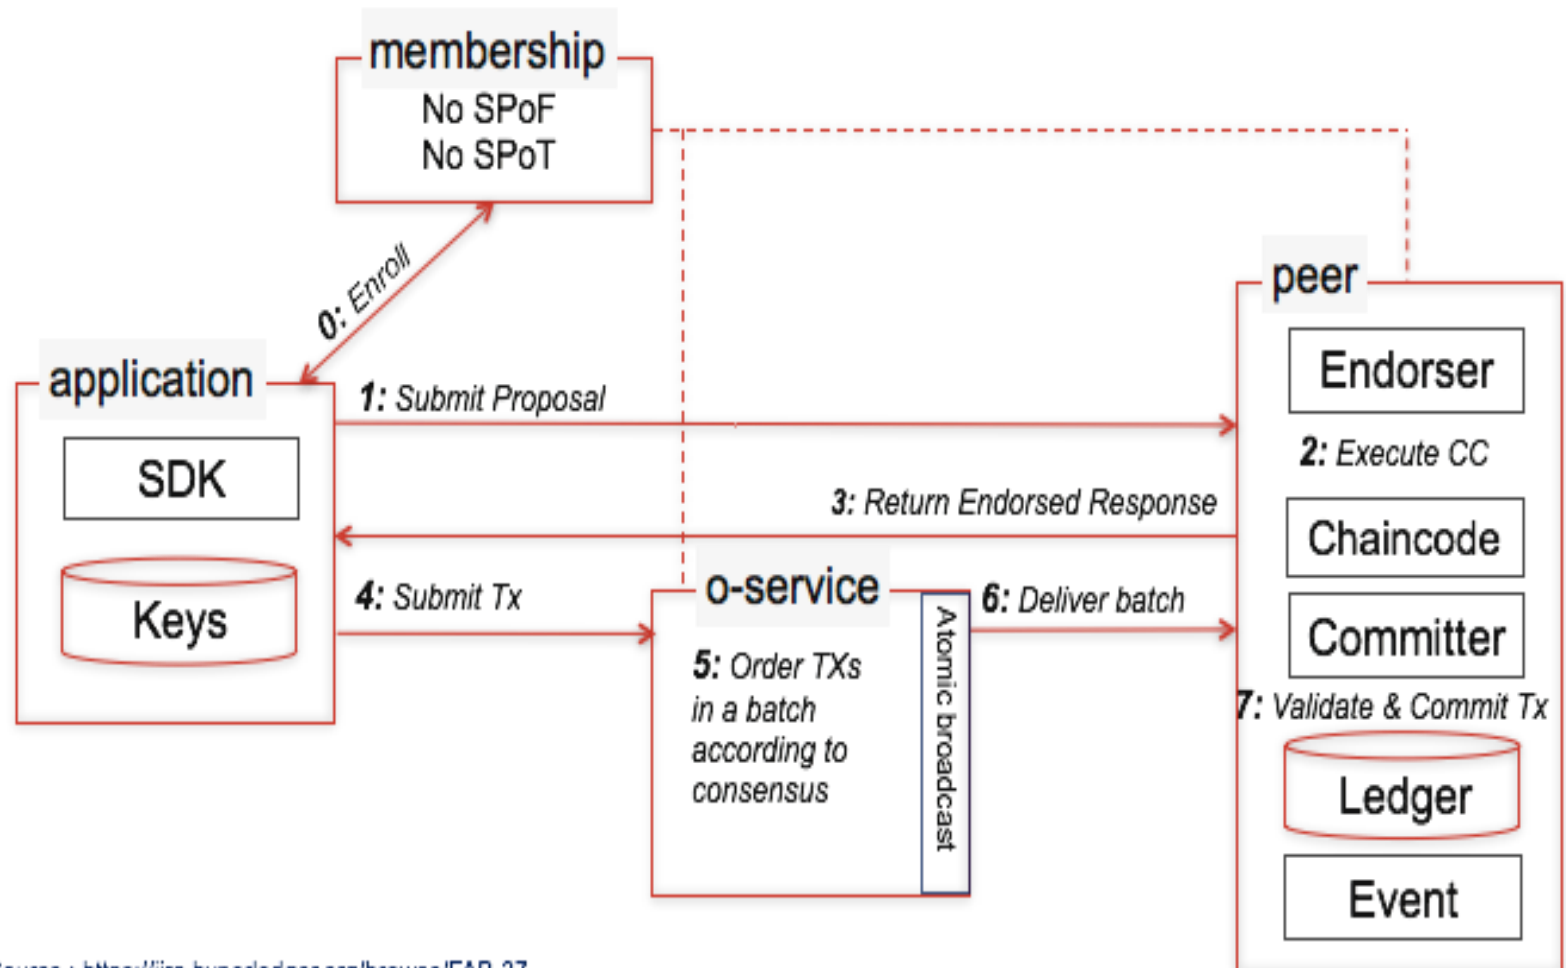 membership
No SPoF
No SPoT
0: Enroll
application
SDK
Keys
1: Submit Proposal
3: Return Endorsed Response
4: Submit Tx
o-service
5: Order TXs
in a batch
according to
consensus
Atomic broadcast
6: Deliver batch
peer
Endorser
2: Execute CC
Chaincode
Committer
7: Validate & Commit Tx
Ledger
Event